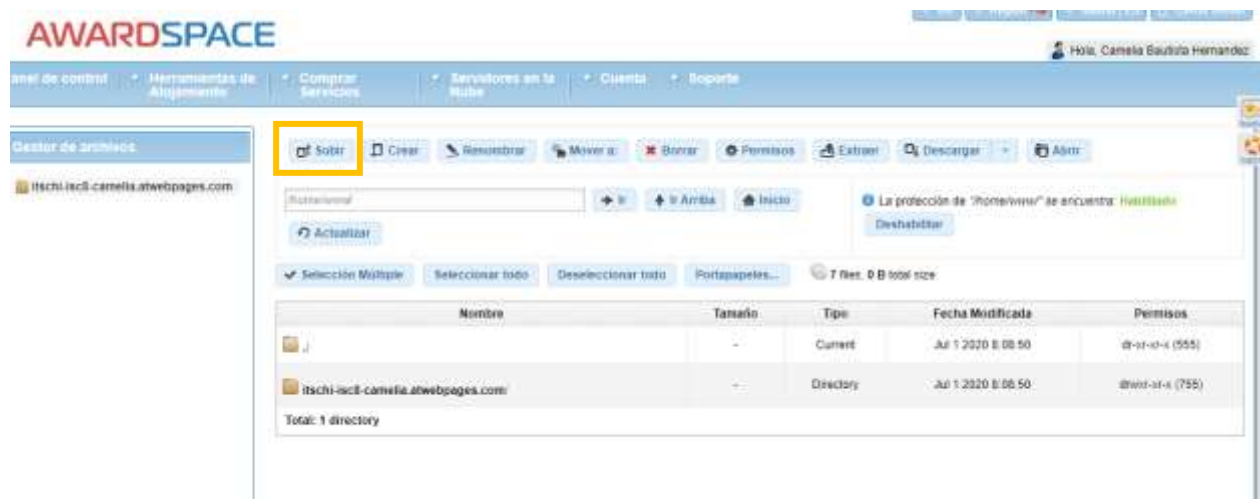 AWARDSPACE
Hola, Camelia Bautista Hernandez
anel de control
Herramientas de
Alojamiento
Comprar
Servicios
Servidores en la
Nube
Cuenta
Soporte
Gestor de archivos
itschi-isc8-camelia.atwebpages.com
Subir
Crear
Renombrar
Mover a:
Borrar
Permisos
Extraer
Descargar
Abrir
/home/www/
Ir
Ir Arriba
Inicio
Actualizar
La protección de "/home/www/" se encuentra: Habilitado
Deshabilitar
Selección Múltiple
Seleccionar todo
Deseleccionar todo
Portapapeles...
7 files, 0 B total size
Nombre Tamaño Tipo Fecha Modificada Permisos
./ - Current Jul 1 2020 8:08:50 dr-xr-xr-x (555)
itschi-isc8-camelia.atwebpages.com/ - Directory Jul 1 2020 8:08:50 drwxr-xr-x (755)
Total: 1 directory